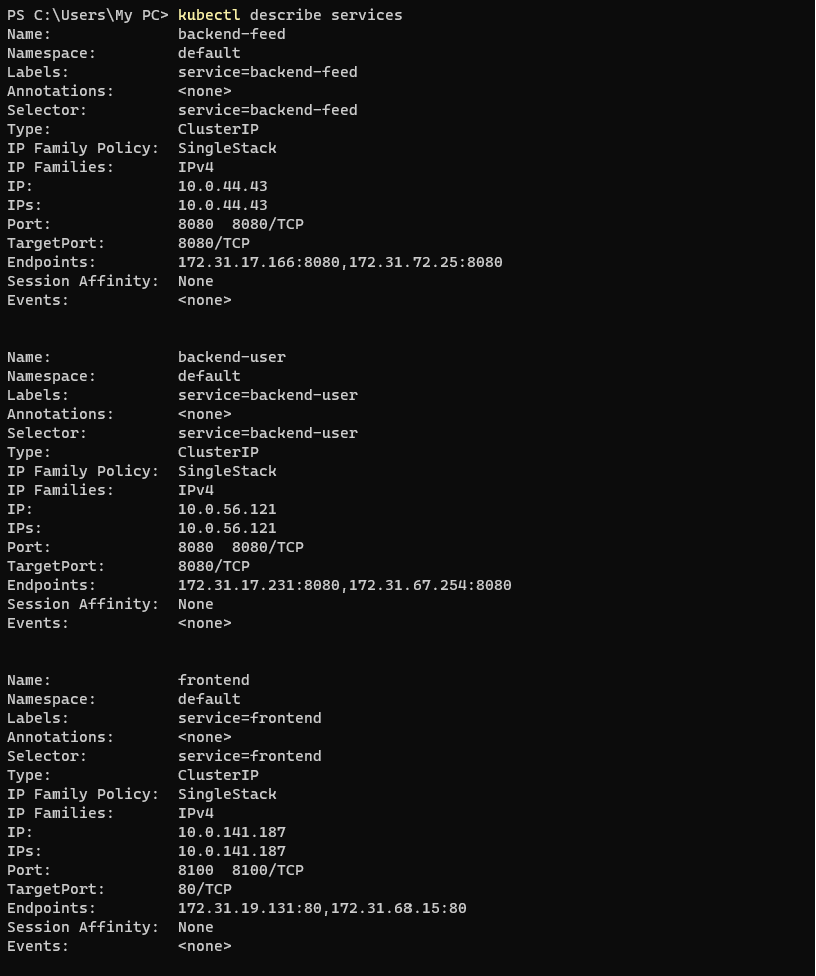 PS C:\Users\My PC> kubectl describe services
Name:              backend-feed
Namespace:         default
Labels:            service=backend-feed
Annotations:       <none>
Selector:          service=backend-feed
Type:              ClusterIP
IP Family Policy:  SingleStack
IP Families:       IPv4
IP:                10.0.44.43
IPs:               10.0.44.43
Port:              8080  8080/TCP
TargetPort:        8080/TCP
Endpoints:         172.31.17.166:8080,172.31.72.25:8080
Session Affinity:  None
Events:            <none>
Name:              backend-user
Namespace:         default
Labels:            service=backend-user
Annotations:       <none>
Selector:          service=backend-user
Type:              ClusterIP
IP Family Policy:  SingleStack
IP Families:       IPv4
IP:                10.0.56.121
IPs:               10.0.56.121
Port:              8080  8080/TCP
TargetPort:        8080/TCP
Endpoints:         172.31.17.231:8080,172.31.67.254:8080
Session Affinity:  None
Events:            <none>
Name:              frontend
Namespace:         default
Labels:            service=frontend
Annotations:       <none>
Selector:          service=frontend
Type:              ClusterIP
IP Family Policy:  SingleStack
IP Families:       IPv4
IP:                10.0.141.187
IPs:               10.0.141.187
Port:              8100  8100/TCP
TargetPort:        80/TCP
Endpoints:         172.31.19.131:80,172.31.68.15:80
Session Affinity:  None
Events:            <none>